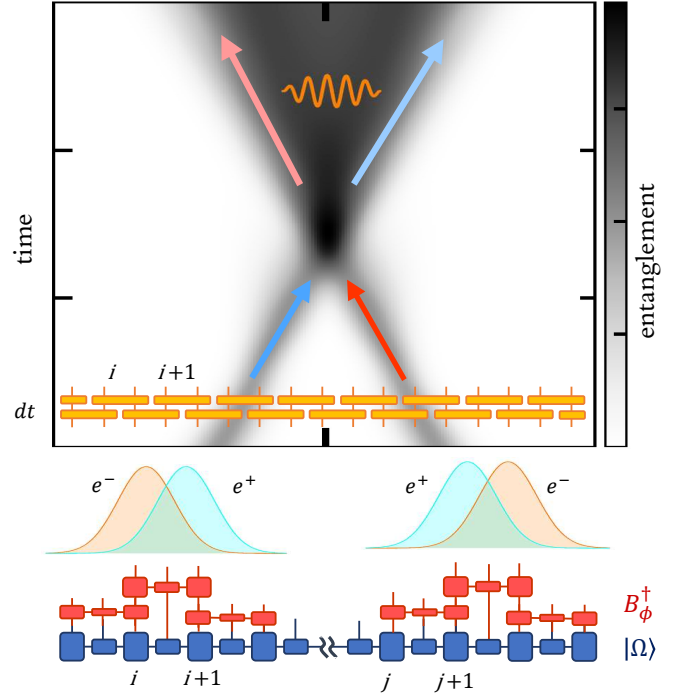 time
entanglement
i i+1
dt
e⁻ e⁺ e⁺ e⁻
B†ϕ
|Ω⟩
i i+1 j j+1